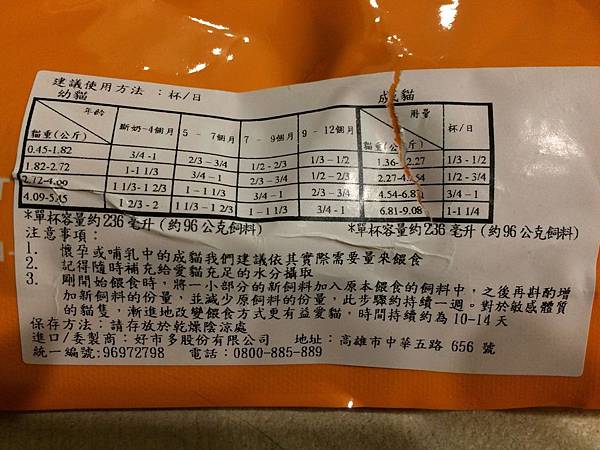 建議使用方法 ：杯/日
幼貓 成貓
年齡 貓重(公斤) 斷奶-4個月 5 - 7個月 7 - 9個月 9 - 12個月 用量 貓重(公斤) 杯/日
0.45-1.82 3/4 -1 2/3 – 3/4 1/2 - 2/3 1/3 – 1/2 1.36- 2.27 1/3 - 1/2
1.82-2.72 1-1 1/3 3/4 – 1 2/3 – 3/4 1/2 – 2/3 2.27-4.54 1/2 - 3/4
2.72-4.09 1 1/3-1 2/3 1 – 1 1/3 3/4 – 1 2/3 – 3/4 4.54-6.81 3/4 – 1
4.09-5.45 1 2/3 - 2 1 1/3- 1 2/3 1 – 1 1/3 3/4 - 1 6.81-9.08 1-1 1/4
*單杯容量約236毫升(約96公克飼料) *單杯容量約236毫升(約96公克飼料)
注意事項：
1. 懷孕或哺乳中的成貓我們建議依其實際需要量來餵食
2. 記得隨時補充給愛貓充足的水分攝取
3. 剛開始餵食時，將一小部分的新飼料加入原本餵食的飼料中，之後再斟酌增
加新飼料的份量，並減少原飼料的份量，此步驟約持續一週。對於敏感體質
的貓隻，漸進地改變餵食方式更有益愛貓，時間持續約為 10-14 天
保存方法：請存放於乾燥陰涼處
進口/委製商：好市多股份有限公司 地址：高雄市中華五路 656 號
統一編號:96972798 電話：0800-885-889